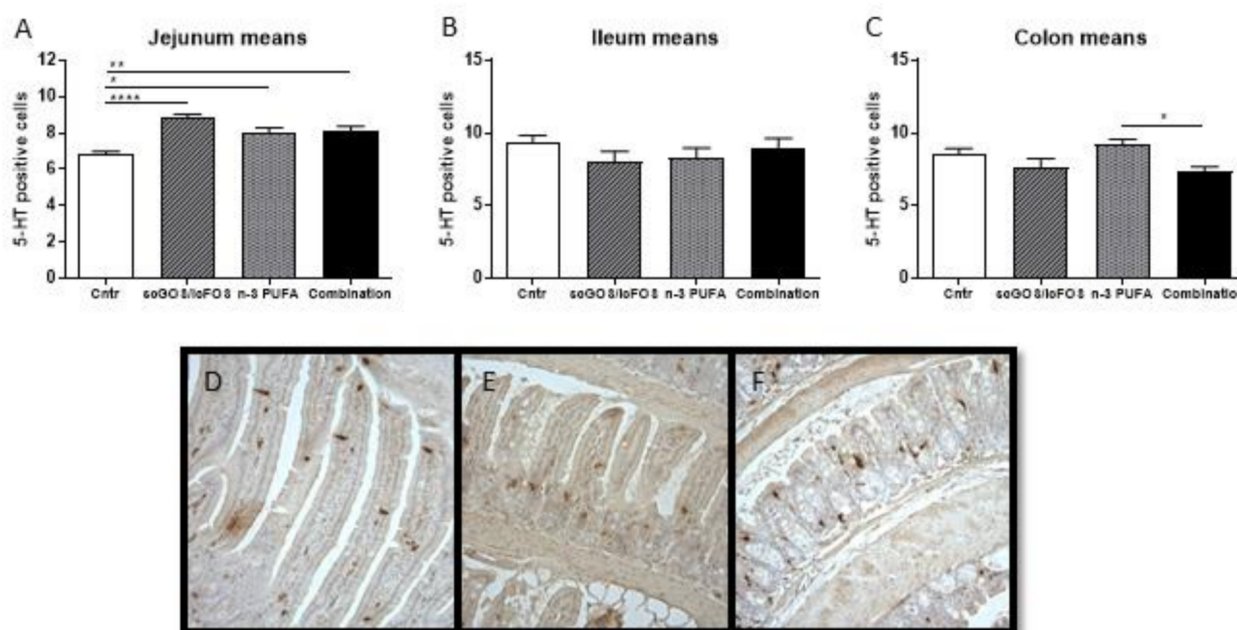 A
Jejunum means
5-HT positive cells
12
10
8
6
4
2
0
**
*
****
Cntr scGOS/lcFOS n-3 PUFA Combination
B
Ileum means
5-HT positive cells
15
10
5
0
Cntr scGOS/lcFOS n-3 PUFA Combination
C
Colon means
5-HT positive cells
15
10
5
0
*
Cntr scGOS/lcFOS n-3 PUFA Combination
D
E
F